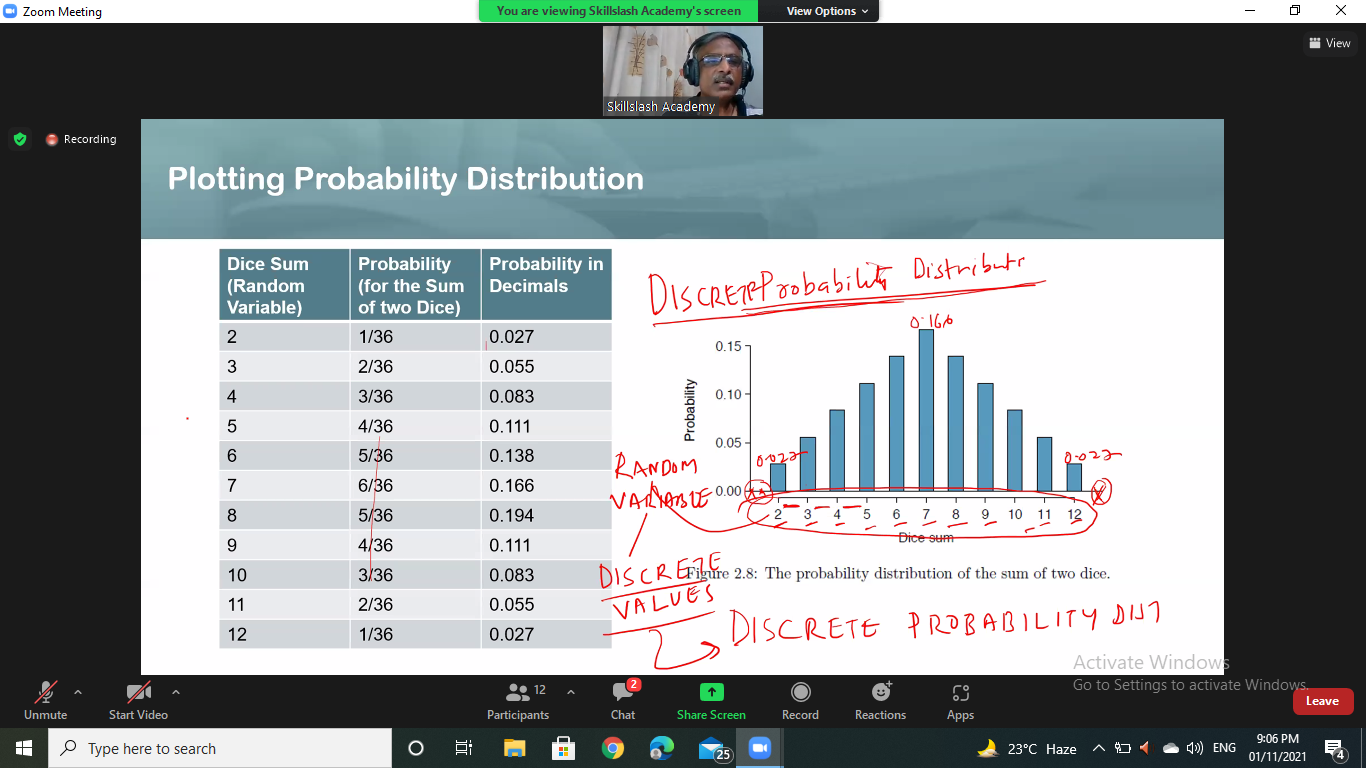 Zoom Meeting
You are viewing Skillslash Academy's screen
View Options
View
Skillslash Academy
Recording
Plotting Probability Distribution
Dice Sum (Random Variable) Probability (for the Sum of two Dice) Probability in Decimals
2 1/36 0.027
3 2/36 0.055
4 3/36 0.083
5 4/36 0.111
6 5/36 0.138
7 6/36 0.166
8 5/36 0.194
9 4/36 0.111
10 3/36 0.083
11 2/36 0.055
12 1/36 0.027
DISCRETE Probability Distributi
0.166
0.15
0.10
0.05
0.00
Probability
0.027
0.027
2 3 4 5 6 7 8 9 10 11 12
Dice sum
Figure 2.8: The probability distribution of the sum of two dice.
RANDOM
VARIABLE
DISCRETE
VALUES
DISCRETE PROBABILITY DIST
Activate Windows
Go to Settings to activate Windows.
Unmute
Start Video
12
Participants
2
Chat
Share Screen
Record
Reactions
Apps
Leave
Type here to search
25
23°C Haze
ENG
9:06 PM
01/11/2021
4